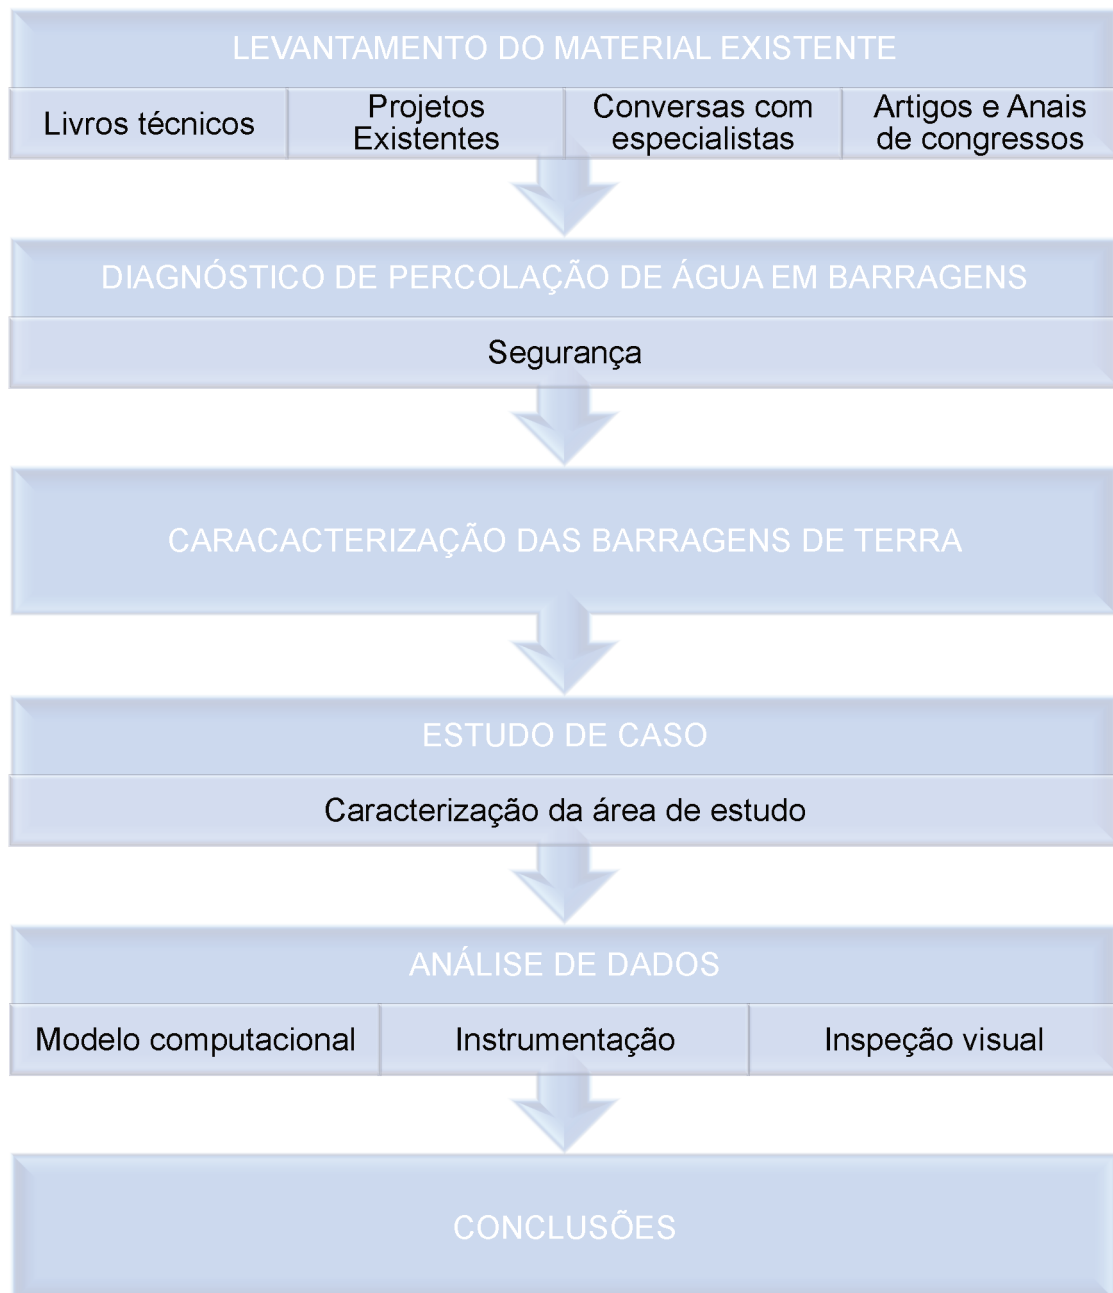 LEVANTAMENTO DO MATERIAL EXISTENTE
Livros técnicos
Projetos
Existentes
Conversas com
especialistas
Artigos e Anais
de congressos
DIAGNÓSTICO DE PERCOLAÇÃO DE ÁGUA EM BARRAGENS
Segurança
CARACACTERIZAÇÃO DAS BARRAGENS DE TERRA
ESTUDO DE CASO
Caracterização da área de estudo
ANÁLISE DE DADOS
Modelo computacional
Instrumentação
Inspeção visual
CONCLUSÕES